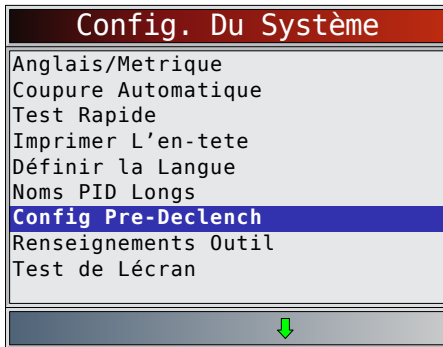 Config. Du Système
Anglais/Metrique
Coupure Automatique
Test Rapide
Imprimer L’en-tete
Définir la Langue
Noms PID Longs
Config Pre-Declench
Renseignements Outil
Test de Lécran